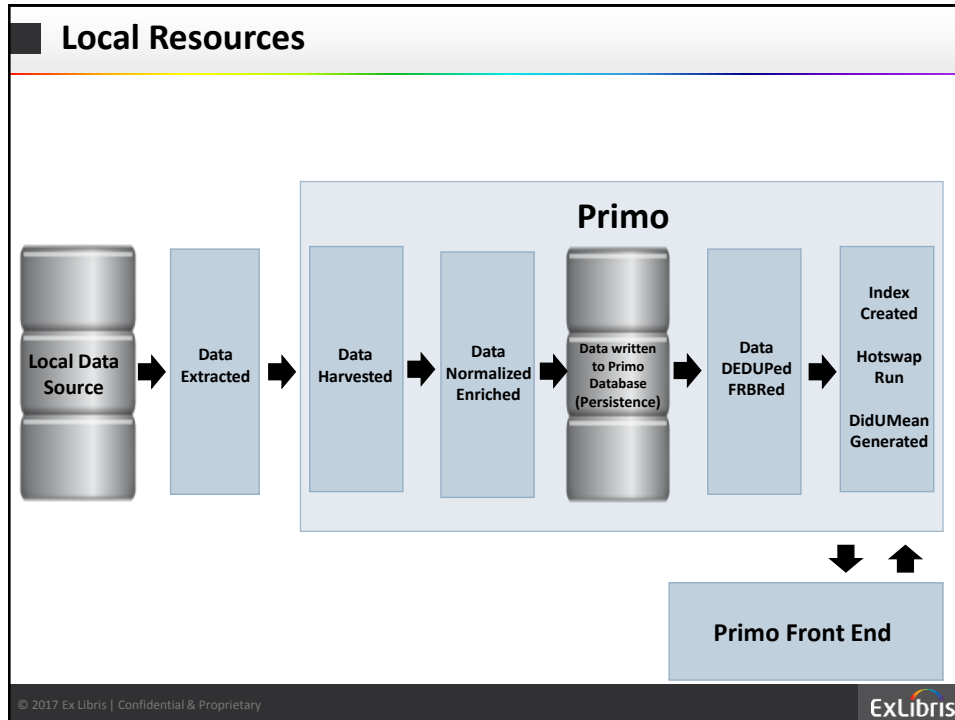 Local Resources
Primo
Local Data
Source
Data
Extracted
Data
Harvested
Data
Normalized
Enriched
Data written
to Primo
Database
(Persistence)
Data
DEDUPed
FRBRed
Index
Created
Hotswap
Run
DidUMean
Generated
Primo Front End
© 2017 Ex Libris | Confidential & Proprietary
ExLibris